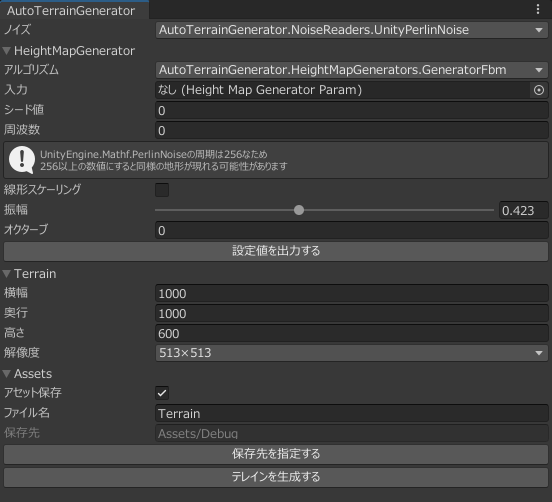 AutoTerrainGenerator
ノイズ AutoTerrainGenerator.NoiseReaders.UnityPerlinNoise
HeightMapGenerator
アルゴリズム AutoTerrainGenerator.HeightMapGenerators.GeneratorFbm
入力 なし (Height Map Generator Param)
シード値 0
周波数 0
UnityEngine.Mathf.PerlinNoiseの周期は256なため
256以上の数値にすると同様の地形が現れる可能性があります
線形スケーリング
振幅 0.423
オクターブ 0
設定値を出力する
Terrain
横幅 1000
奥行 1000
高さ 600
解像度 513×513
Assets
アセット保存
ファイル名 Terrain
保存先 Assets/Debug
保存先を指定する
テレインを生成する